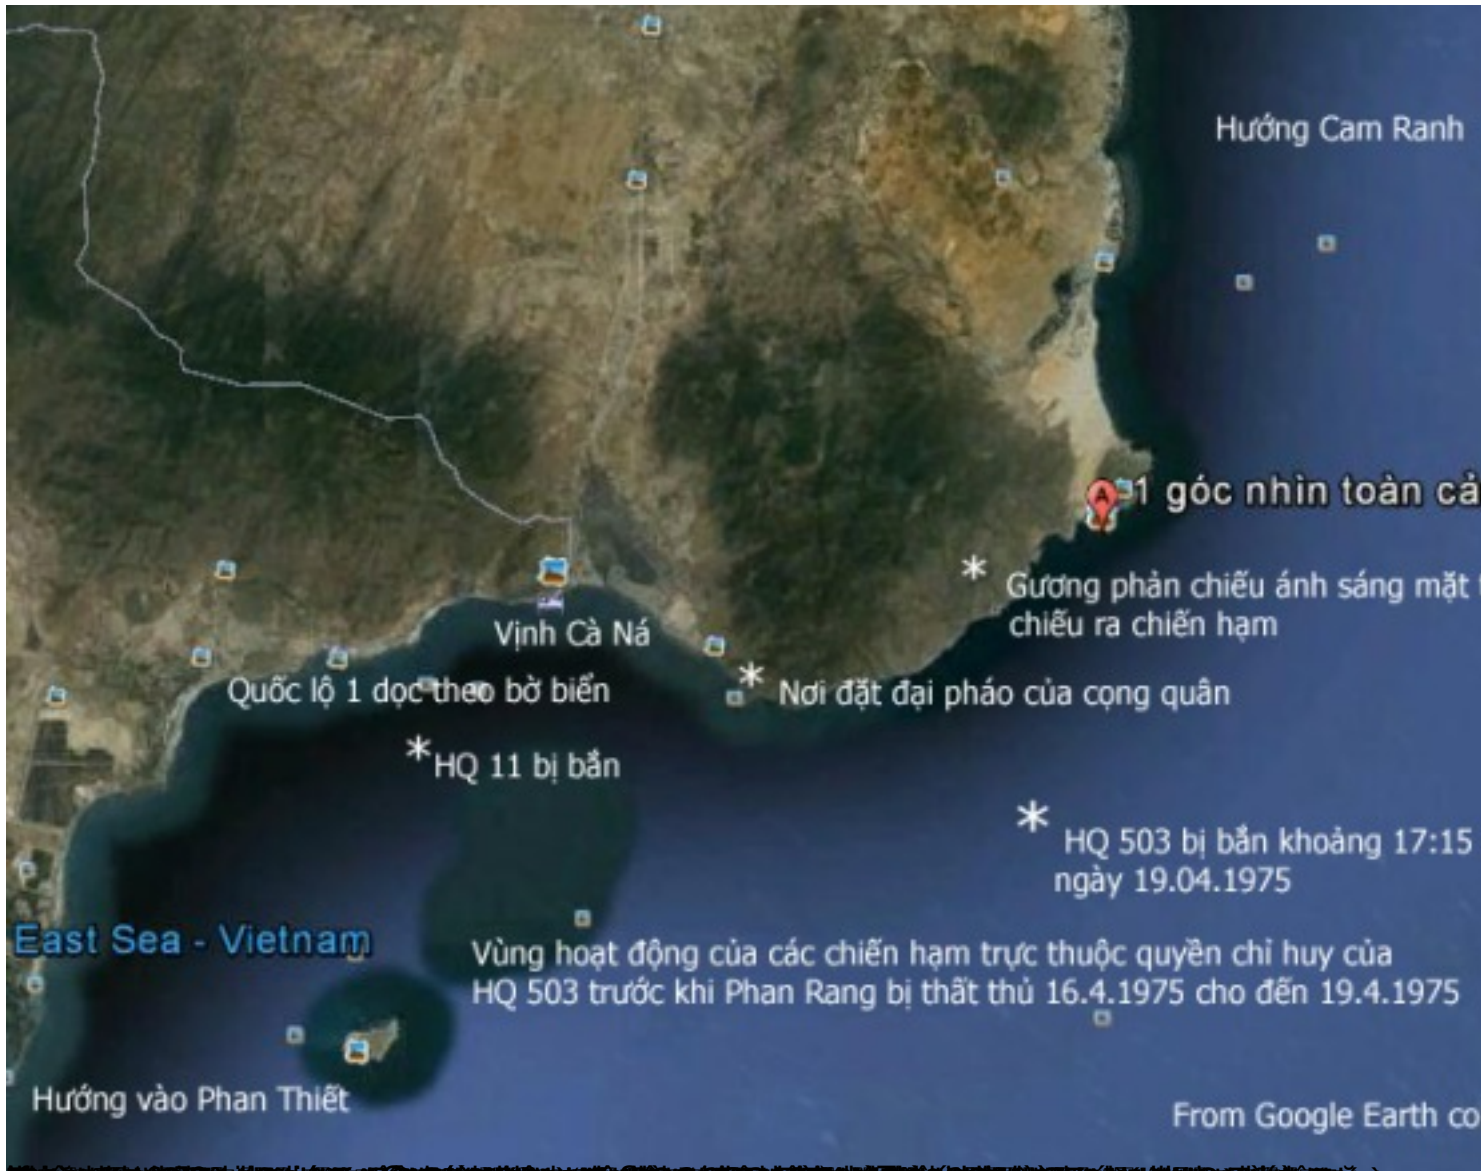 Hướng Cam Ranh
1 góc nhìn toàn cả
*
Gương phản chiếu ánh sáng mặt
chiếu ra chiến hạm
Vịnh Cà Ná
Quốc lộ 1 dọc theo bờ biển
* Nơi đặt đại pháo của cọng quân
* HQ 11 bị bắn
*
HQ 503 bị bắn khoảng 17:15
ngày 19.04.1975
East Sea - Vietnam
Vùng hoạt động của các chiến hạm trực thuộc quyền chỉ huy của
HQ 503 trước khi Phan Rang bị thất thủ 16.4.1975 cho đến 19.4.1975
Hướng vào Phan Thiết
From Google Earth co